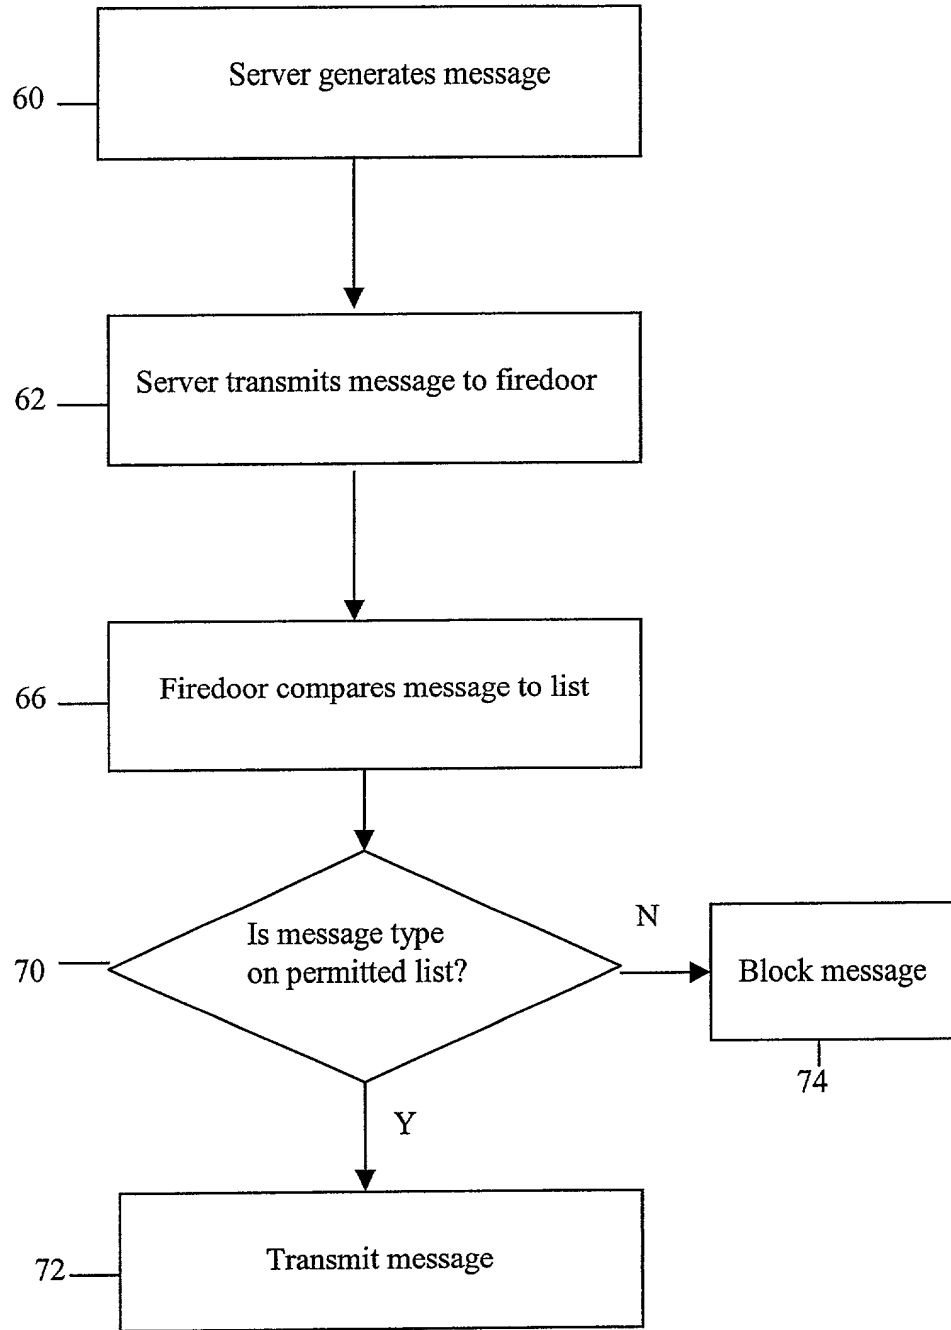 Server generates message
60
Server transmits message to firedoor
62
Firedoor compares message to list
66
Is message type
on permitted list?
70
N
Block message
74
Y
Transmit message
72